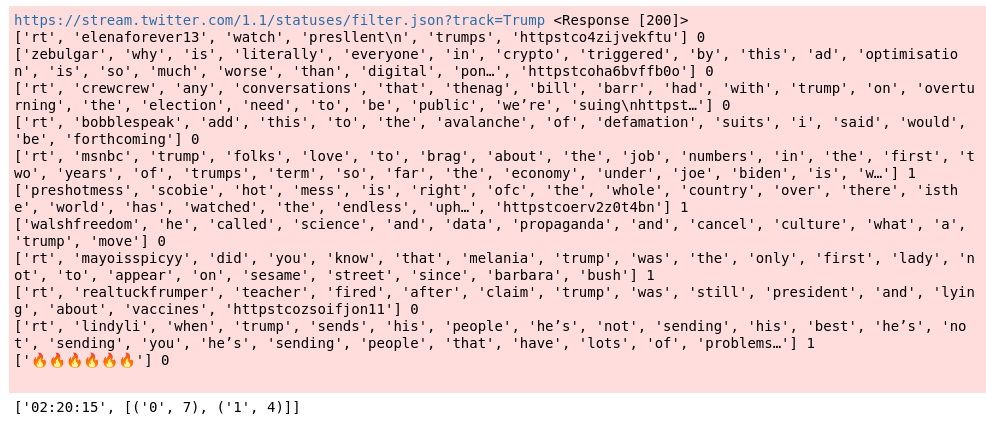 https://stream.twitter.com/1.1/statuses/filter.json?track=Trump <Response [200]>
['rt', 'elenaforever13', 'watch', 'presllent\n', 'trumps', 'httpstco4zijvekftu'] 0
['zebulgar', 'why', 'is', 'literally', 'everyone', 'in', 'crypto', 'triggered', 'by', 'this', 'ad', 'optimisatio
n', 'is', 'so', 'much', 'worse', 'than', 'digital', 'pon…', 'httpstcoha6bvffb0o'] 0
['rt', 'crewcrew', 'any', 'conversations', 'that', 'thenag', 'bill', 'barr', 'had', 'with', 'trump', 'on', 'overtu
rning', 'the', 'election', 'need', 'to', 'be', 'public', 'we’re', 'suing\nhttpst…'] 0
['rt', 'bobblespeak', 'add', 'this', 'to', 'the', 'avalanche', 'of', 'defamation', 'suits', 'i', 'said', 'would',
'be', 'forthcoming'] 0
['rt', 'msnbc', 'trump', 'folks', 'love', 'to', 'brag', 'about', 'the', 'job', 'numbers', 'in', 'the', 'first', 't
wo', 'years', 'of', 'trumps', 'term', 'so', 'far', 'the', 'economy', 'under', 'joe', 'biden', 'is', 'w…'] 1
['preshotmess', 'scobie', 'hot', 'mess', 'is', 'right', 'ofc', 'the', 'whole', 'country', 'over', 'there', 'isth
e', 'world', 'has', 'watched', 'the', 'endless', 'uph…', 'httpstcoerv2z0t4bn'] 1
['walshfreedom', 'he', 'called', 'science', 'and', 'data', 'propaganda', 'and', 'cancel', 'culture', 'what', 'a',
'trump', 'move'] 0
['rt', 'mayoisspicyy', 'did', 'you', 'know', 'that', 'melania', 'trump', 'was', 'the', 'only', 'first', 'lady', 'n
ot', 'to', 'appear', 'on', 'sesame', 'street', 'since', 'barbara', 'bush'] 1
['rt', 'realtuckfrumper', 'teacher', 'fired', 'after', 'claim', 'trump', 'was', 'still', 'president', 'and', 'lyin
g', 'about', 'vaccines', 'httpstcozsoifjon11'] 0
['rt', 'lindyli', 'when', 'trump', 'sends', 'his', 'people', 'he’s', 'not', 'sending', 'his', 'best', 'he’s', 'no
t', 'sending', 'you', 'he’s', 'sending', 'people', 'that', 'have', 'lots', 'of', 'problems…'] 1
['🔥🔥🔥🔥🔥🔥'] 0
['02:20:15', [('0', 7), ('1', 4)]]